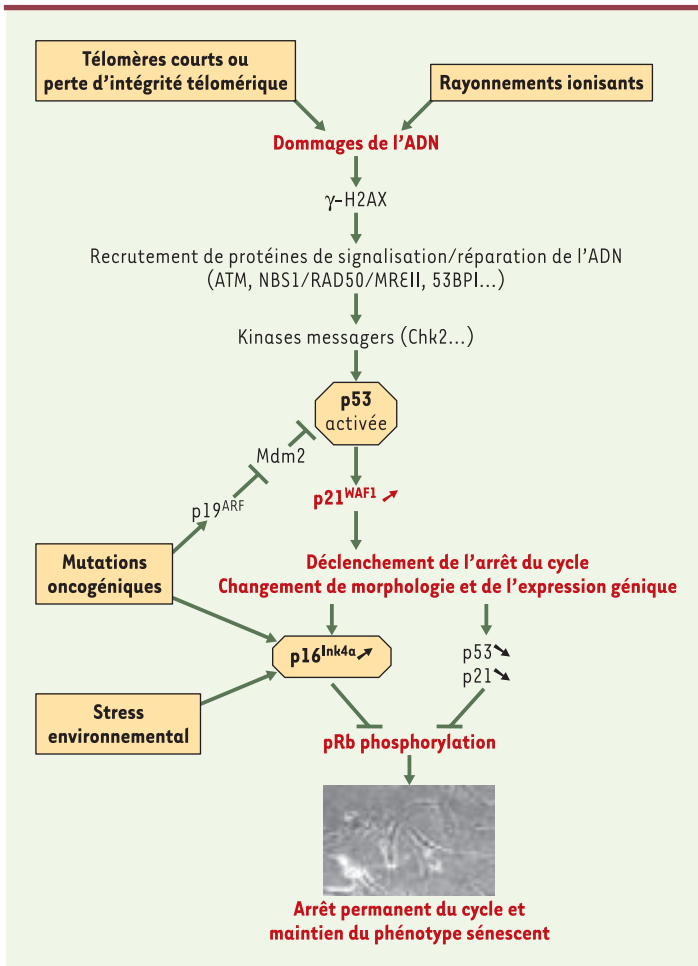 Télomères courts ou
perte d'intégrité télomérique
Rayonnements ionisants
Dommages de l'ADN
γ-H2AX
Recrutement de protéines de signalisation/réparation de l'ADN
(ATM, NBS1/RAD50/MREII, 53BPI...)
Kinases messagers (Chk2...)
p53
activée
Mdm2
p19ARF
p21WAF1 ↗
Mutations
oncogéniques
Déclenchement de l'arrêt du cycle
Changement de morphologie et de l'expression génique
p16Ink4a ↗
p53 ↘
p21 ↘
Stress
environnemental
pRb phosphorylation
Arrêt permanent du cycle et
maintien du phénotype sénescent